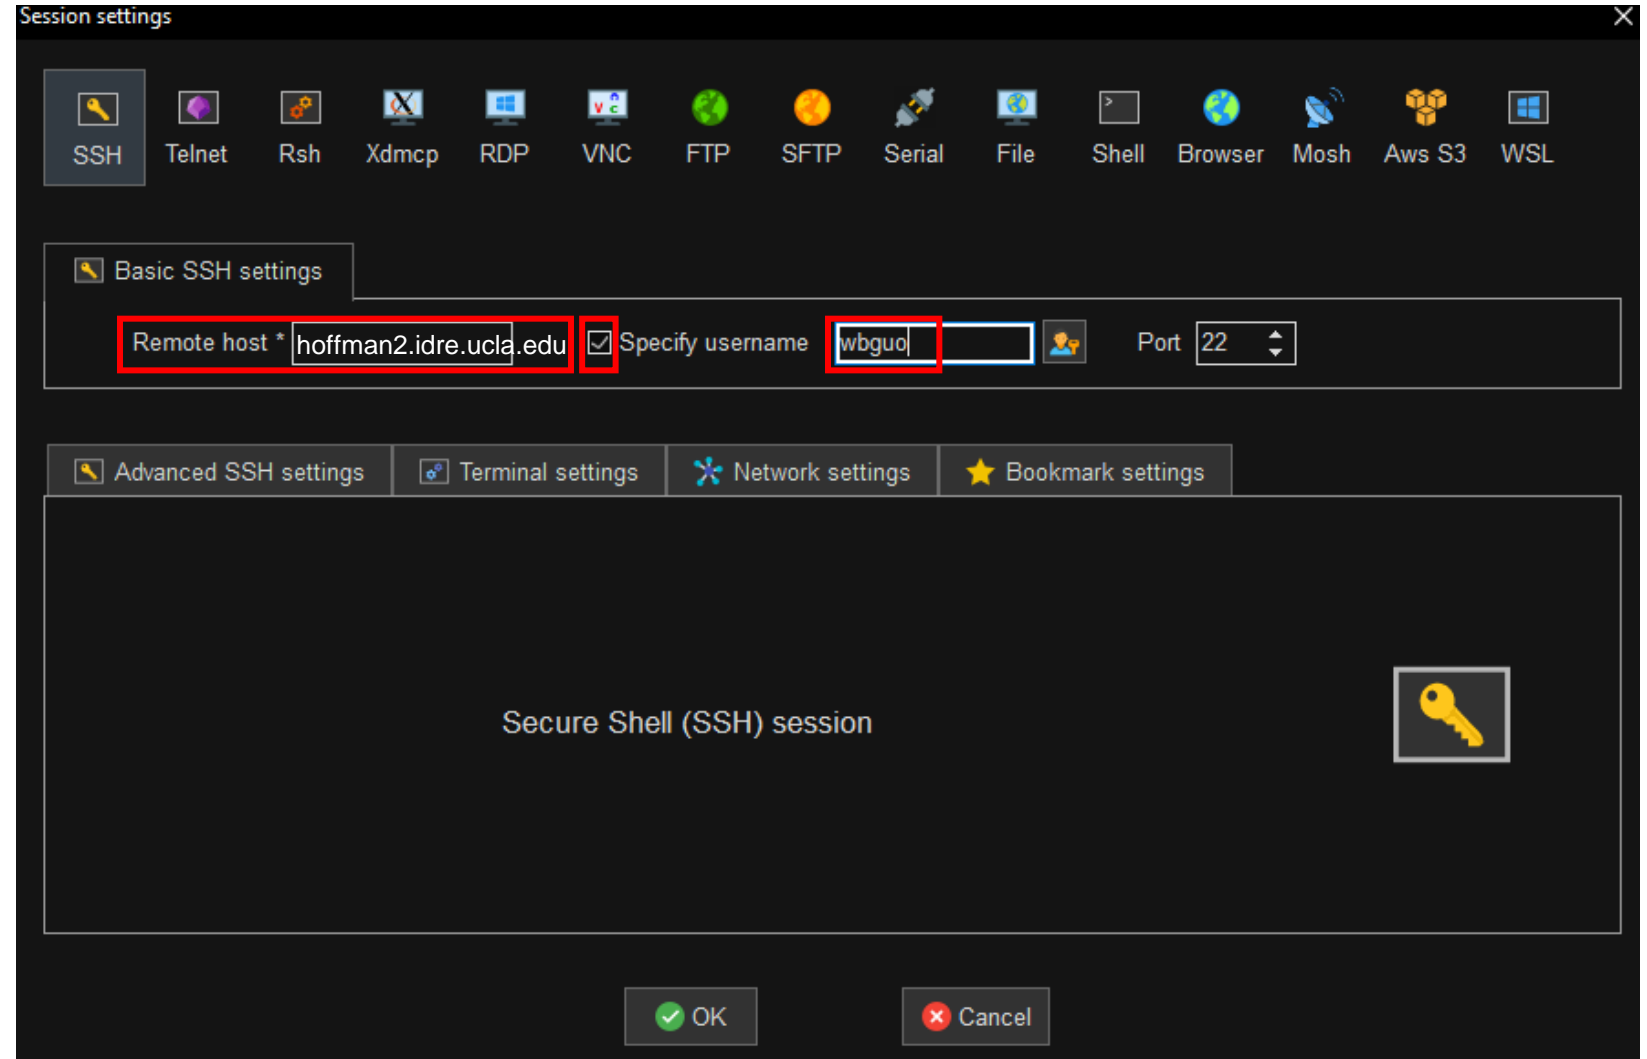 Session settings
SSH Telnet Rsh Xdmcp RDP VNC FTP SFTP Serial File Shell Browser Mosh Aws S3 WSL
Basic SSH settings
Remote host * hoffman2.idre.ucla.edu Specify username wbguo Port 22
Advanced SSH settings Terminal settings Network settings Bookmark settings
Secure Shell (SSH) session
OK Cancel